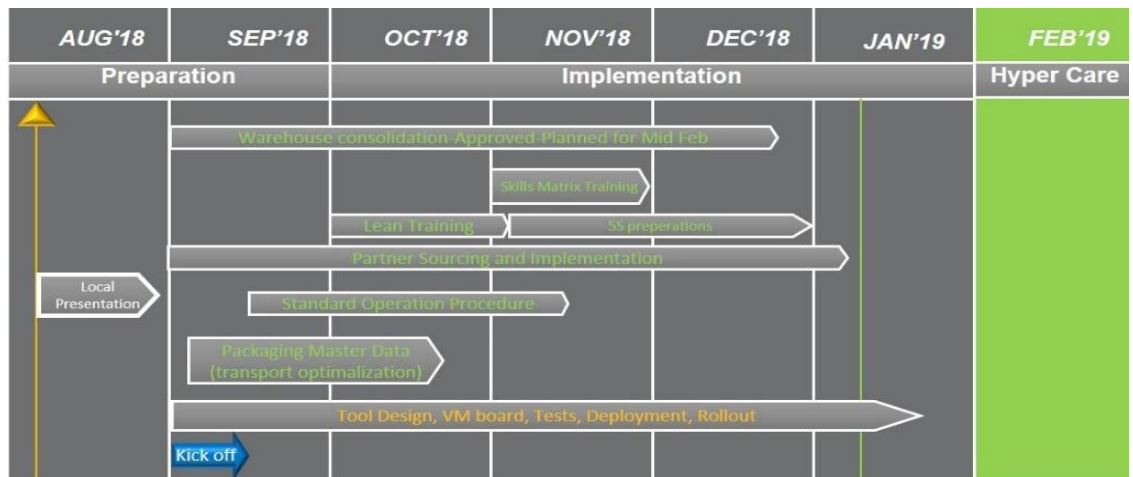 AUG'18
SEP’18
OCT’18
NOV’18
DEC’18
JAN’19
FEB’19
Preparation
Implementation
Hyper Care
Warehouse consolidation-Approved-Planned for Mid Feb
Skills Matrix Training
Lean Training
5S preperations
Partner Sourcing and Implementation
Local
Presentation
Standard Operation Procedure
Packaging Master Data
(transport optimalization)
Tool Design, VM board, Tests, Deployment, Rollout
Kick off